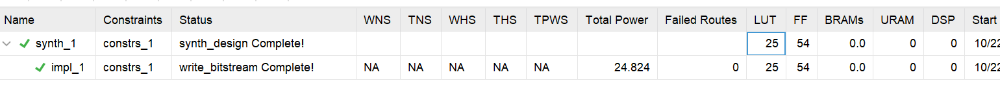 Name Constraints Status WNS TNS WHS THS TPWS Total Power Failed Routes LUT FF BRAMs URAM DSP Start
synth_1 constrs_1 synth_design Complete! 25 54 0.0 0 0 10/22
impl_1 constrs_1 write_bitstream Complete! NA NA NA NA NA 24.824 0 25 54 0.0 0 0 10/22